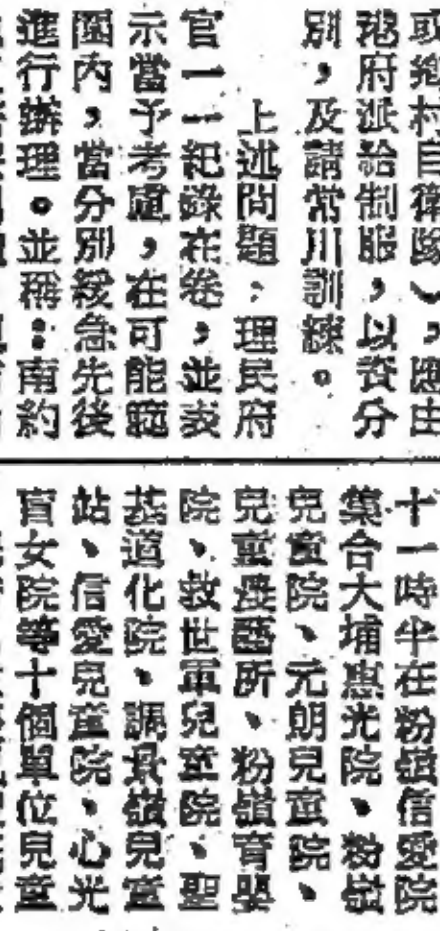 或鄉村自衛隊），應由
港府派給制服，以資分
別，及請常川訓練。
上述問題，理民府
官一一紀錄在卷，並表
示當予考慮，在可能範
圍內，當分別緩急先後
進行辦理。並稱：南約
十一時半在粉嶺信愛院
集合大埔惠光院、粉嶺
兒童院、元朗兒童院、
兒童護藝所、粉嶺育嬰
院、救世軍兒童院、聖
基道化院、調景嶺兒童
站、信愛兒童院、心光
盲女院等十個單位兒童